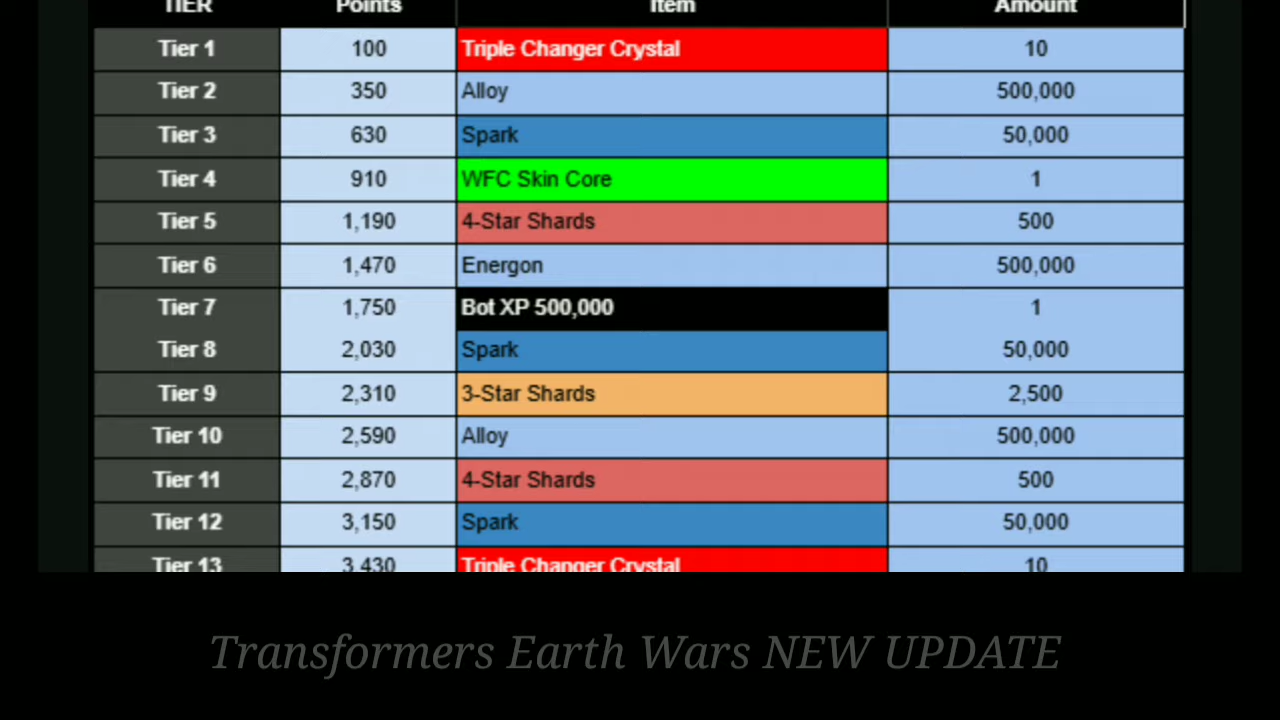 TIER Points Item Amount
Tier 1 100 Triple Changer Crystal 10
Tier 2 350 Alloy 500,000
Tier 3 630 Spark 50,000
Tier 4 910 WFC Skin Core 1
Tier 5 1,190 4-Star Shards 500
Tier 6 1,470 Energon 500,000
Tier 7 1,750 Bot XP 500,000 1
Tier 8 2,030 Spark 50,000
Tier 9 2,310 3-Star Shards 2,500
Tier 10 2,590 Alloy 500,000
Tier 11 2,870 4-Star Shards 500
Tier 12 3,150 Spark 50,000
Tier 13 3,430 Triple Changer Crystal 10
Transformers Earth Wars NEW UPDATE